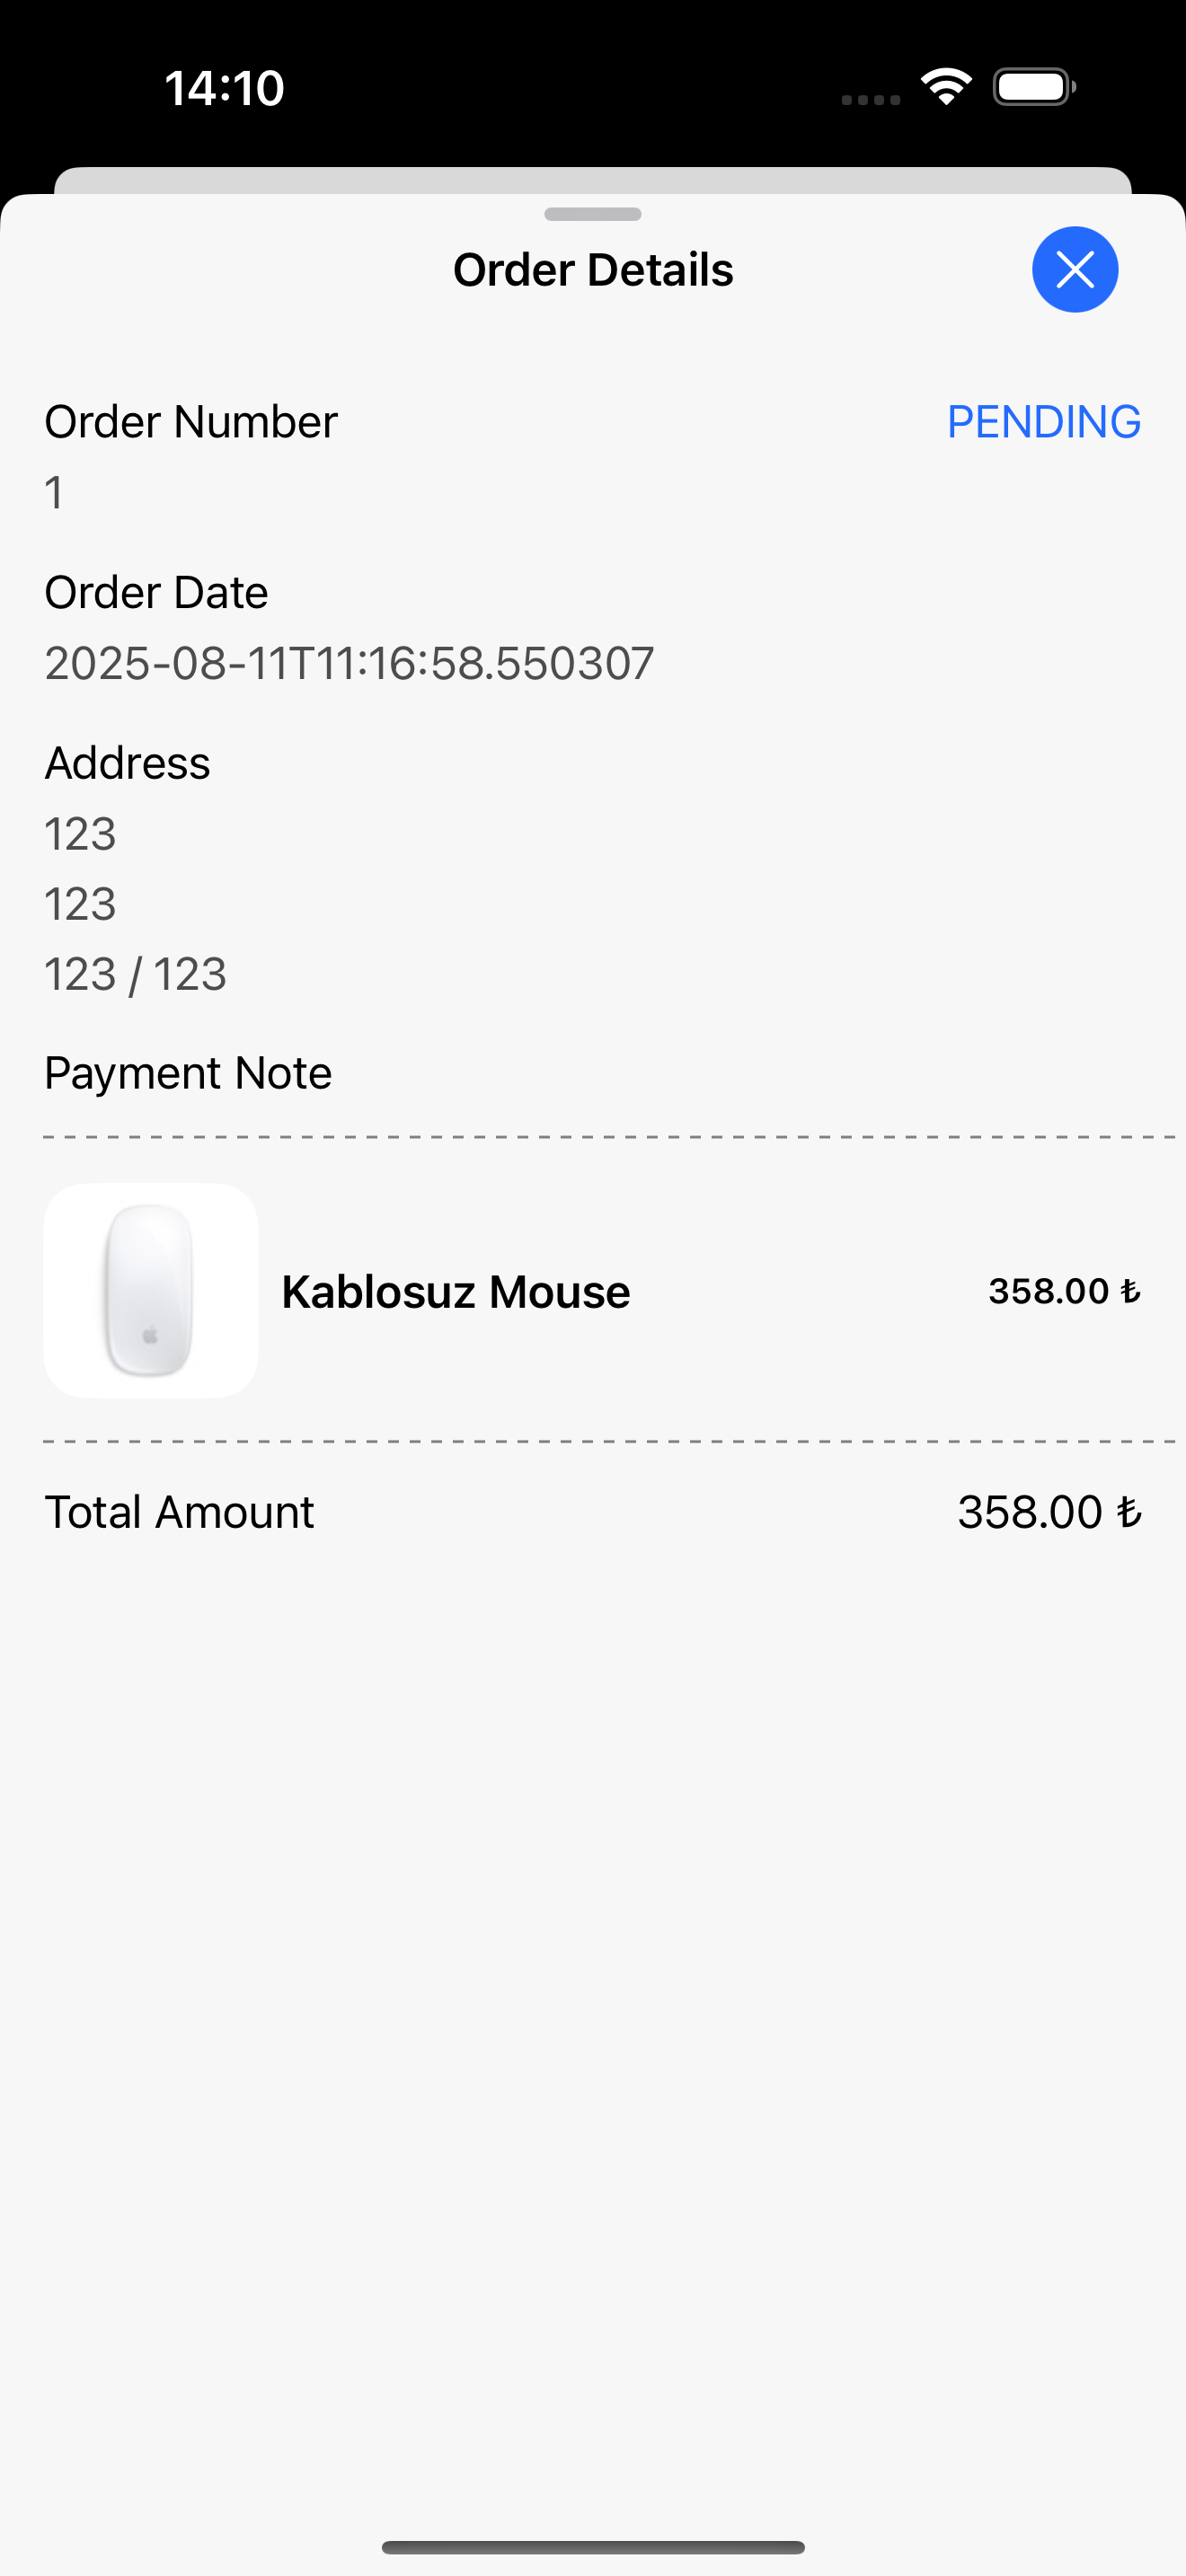 14:10
Order Details
Order Number
PENDING
1
Order Date
2025-08-11T11:16:58.550307
Address
123
123
123 / 123
Payment Note
Kablosuz Mouse
358.00 ₺
Total Amount
358.00 ₺